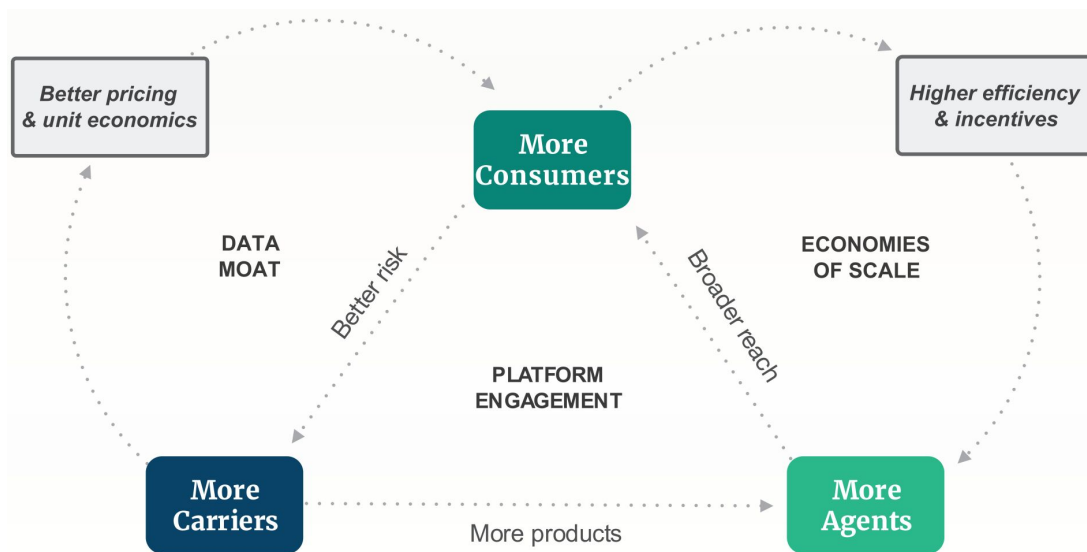 Better pricing
& unit economics
More
Consumers
Higher efficiency
& incentives
DATA
MOAT
Better risk
Broader reach
ECONOMIES
OF SCALE
PLATFORM
ENGAGEMENT
More
Carriers
More products
More
Agents